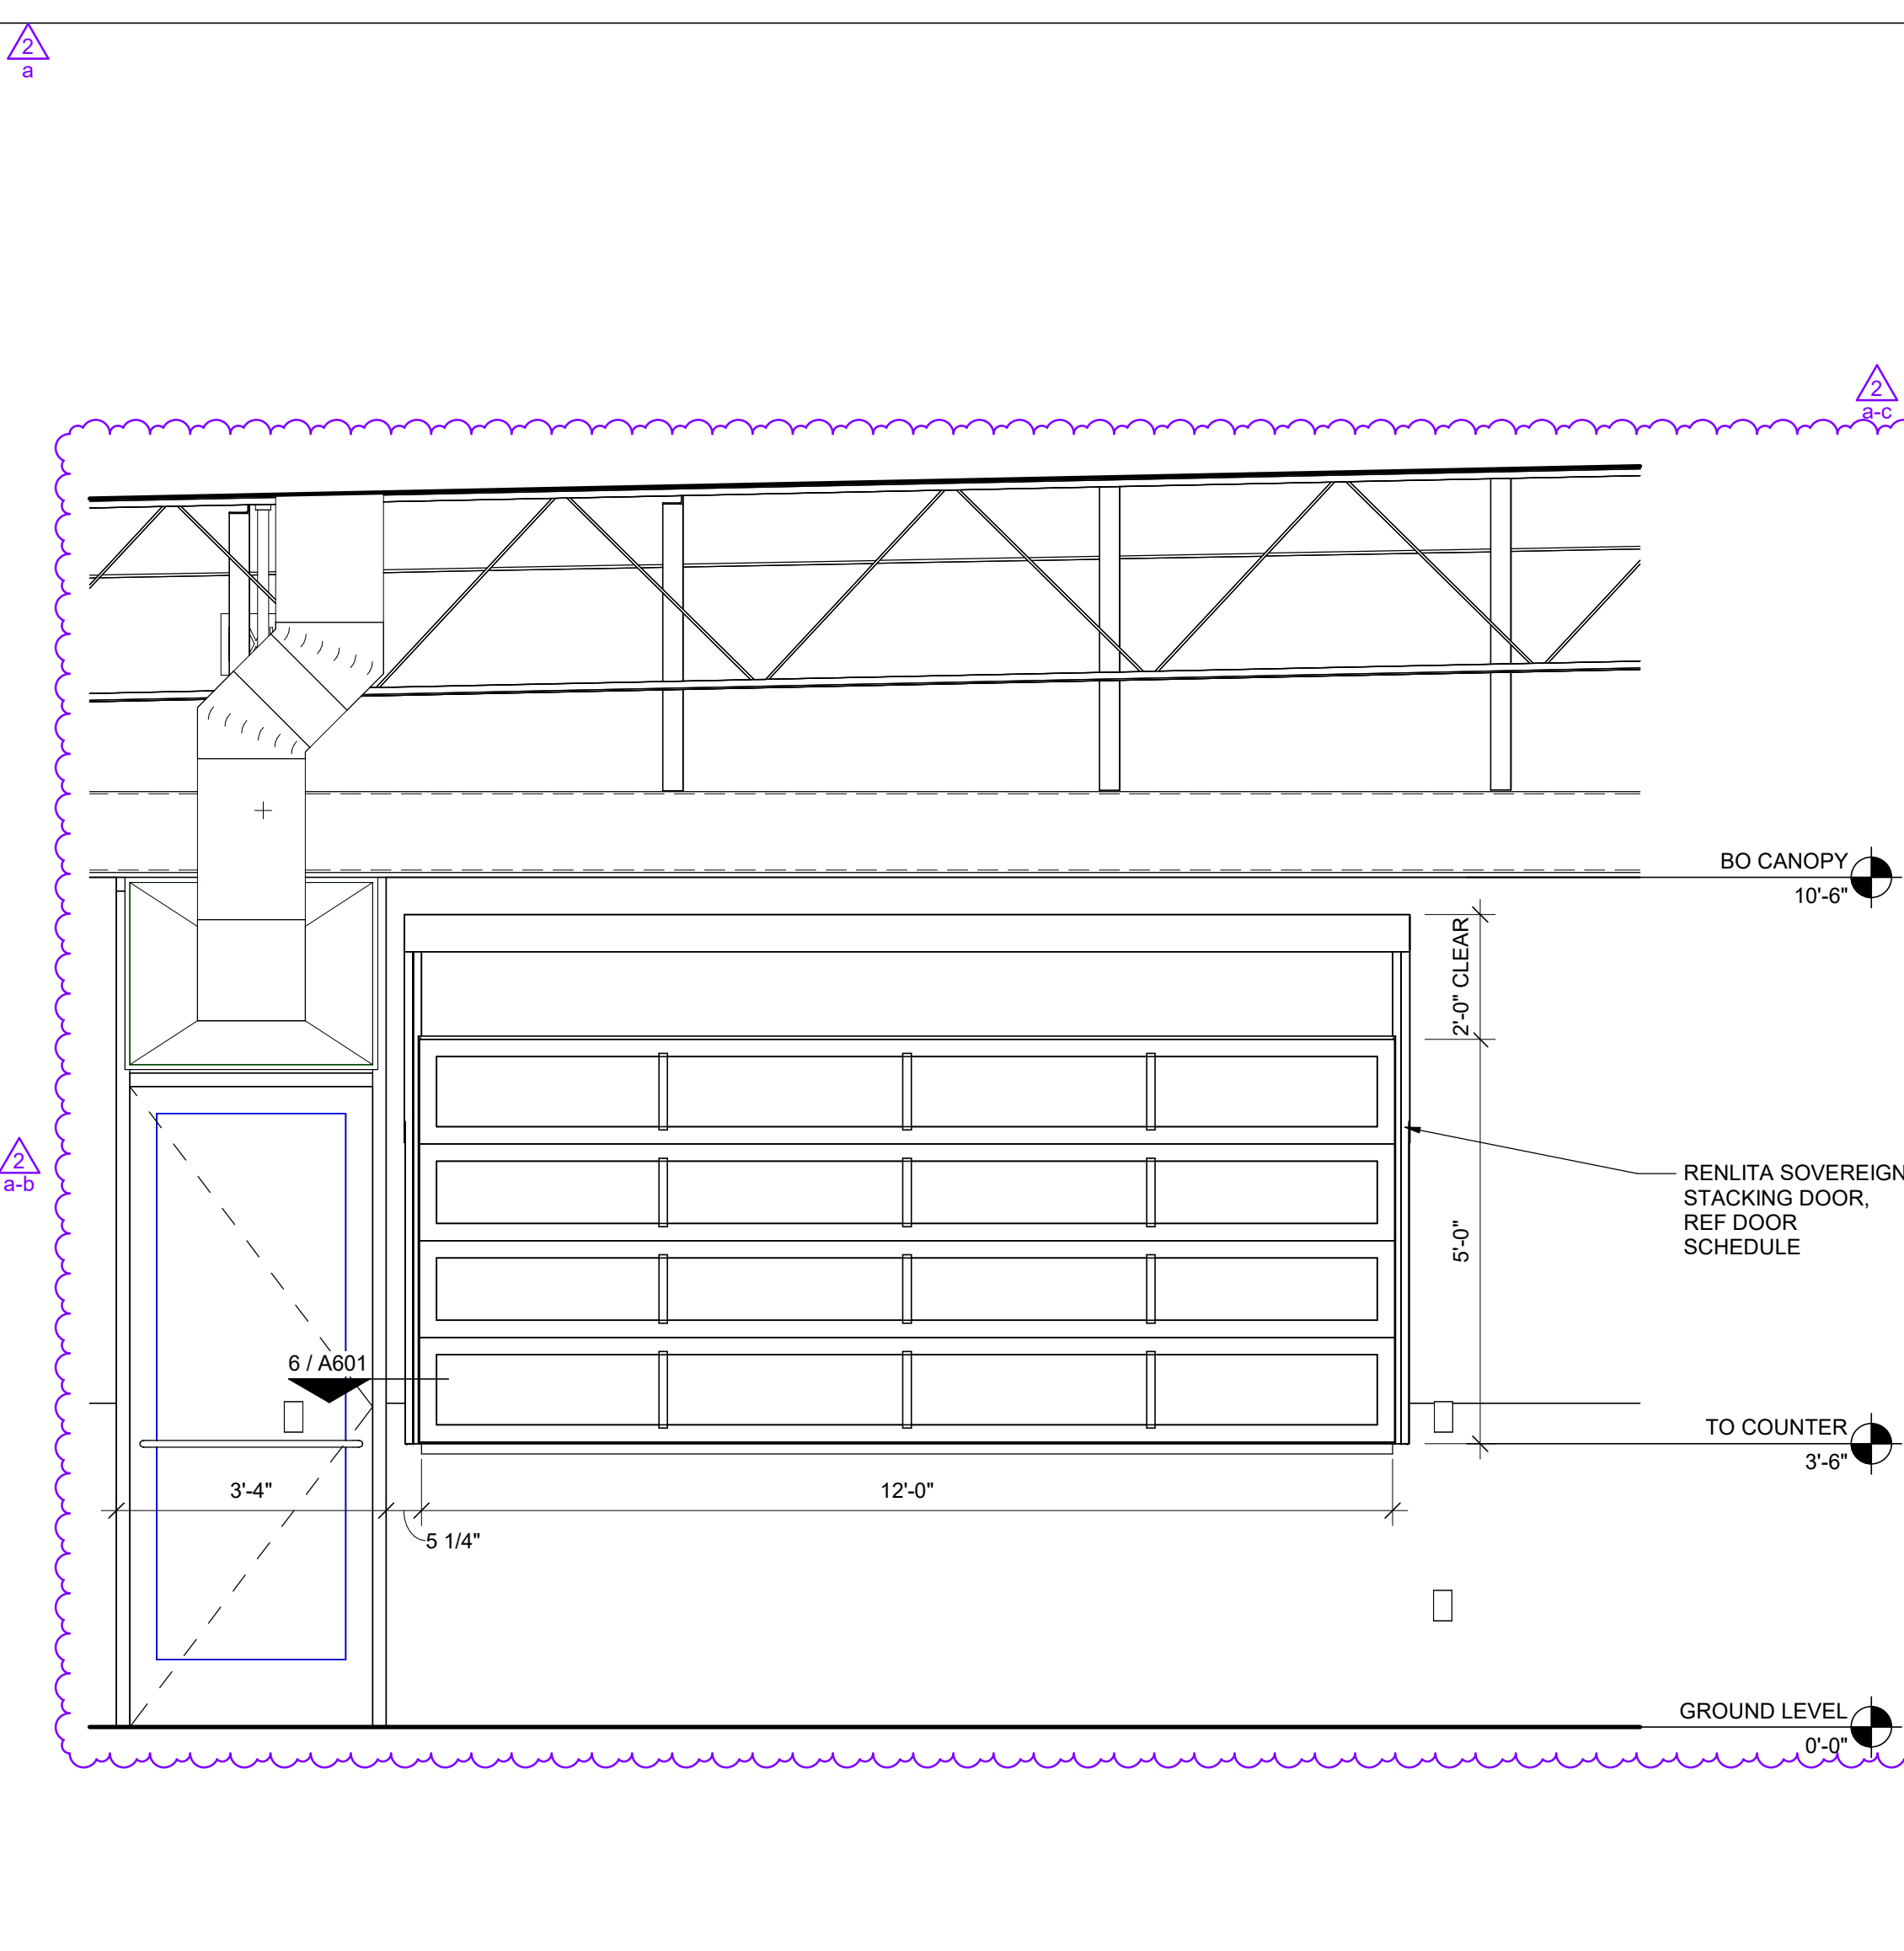 2
a
2
a-c
BO CANOPY
10'-6"
2'-0" CLEAR
2
a-b
RENLITA SOVEREIGN
STACKING DOOR,
REF DOOR
SCHEDULE
5'-0"
6 / A601
TO COUNTER
3'-6"
3'-4"
12'-0"
5 1/4"
GROUND LEVEL
0'-0"